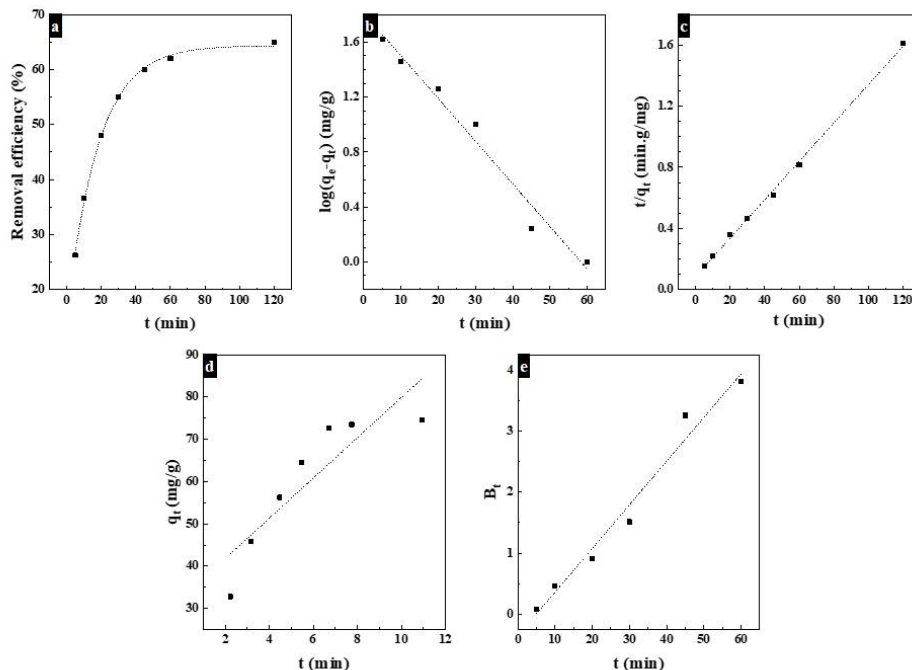 a
Removal efficiency (%)
70
60
50
40
30
20
0 20 40 60 80 100 120
t (min)
b
log(qₑ-qₜ) (mg/g)
1.6
1.2
0.8
0.4
0.0
0 10 20 30 40 50 60
t (min)
c
t/qₜ (min.g/mg)
1.6
1.2
0.8
0.4
0.0
0 20 40 60 80 100 120
t (min)
d
qₜ (mg/g)
90
80
70
60
50
40
30
2 4 6 8 10 12
t (min)
e
Bₜ
4
3
2
1
0
0 10 20 30 40 50 60
t (min)